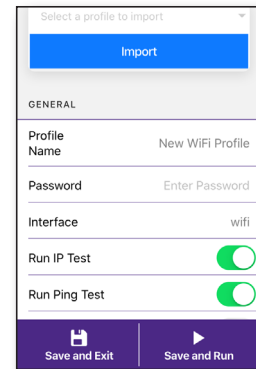 Select a profile to import
Import
GENERAL
Profile
Name
New WiFi Profile
Password
Enter Password
Interface
wifi
Run IP Test
Run Ping Test
Save and Exit
Save and Run